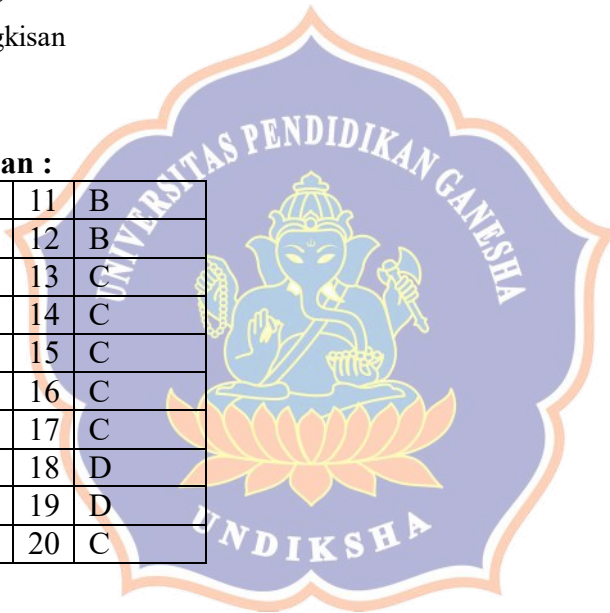 gkisan
an :
11 B
12 B
13 C
14 C
15 C
16 C
17 C
18 D
19 D
20 C
UNIVERSITAS PENDIDIKAN GANESHA
UNDIKSHA